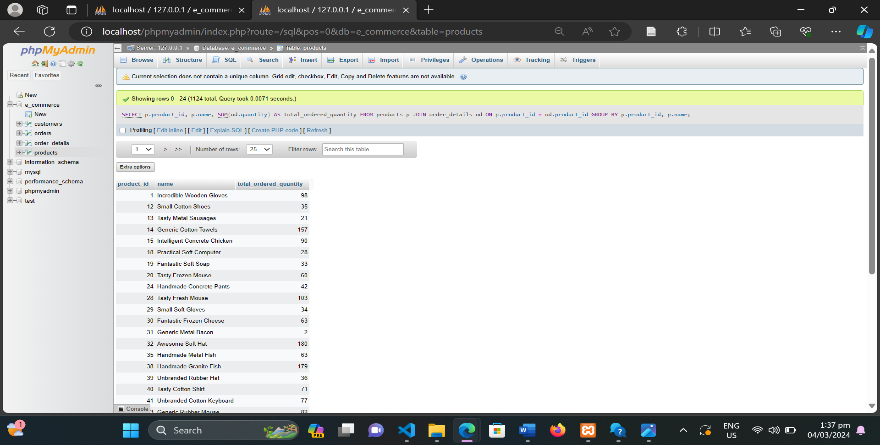 localhost / 127.0.0.1 / e_commer
localhost / 127.0.0.1 / e_commer
localhost/phpmyadmin/index.php?route=/sql&pos=0&db=e_commerce&table=products
phpMyAdmin
Recent Favorites
New
e_commerce
New
customers
orders
order_details
products
information_schema
mysql
performance_schema
phpmyadmin
test
Server: 127.0.0.1 » Database: e_commerce » Table: products
Browse Structure SQL Search Insert Export Import Privileges Operations Tracking Triggers
Current selection does not contain a unique column. Grid edit, checkbox, Edit, Copy and Delete features are not available.
Showing rows 0 - 24 (1124 total, Query took 0.0071 seconds.)
SELECT p.product_id, p.name, SUM(od.quantity) AS total_ordered_quantity FROM products p JOIN order_details od ON p.product_id = od.product_id GROUP BY p.product_id, p.name;
Profiling [ Edit inline ] [ Edit ] [ Explain SQL ] [ Create PHP code ] [ Refresh ]
1 > >> Number of rows: 25 Filter rows: Search this table
Extra options
product_id name total_ordered_quantity
1 Incredible Wooden Gloves 98
12 Small Cotton Shoes 35
13 Tasty Metal Sausages 21
14 Generic Cotton Towels 157
15 Intelligent Concrete Chicken 90
18 Practical Soft Computer 28
19 Fantastic Soft Soap 33
20 Tasty Frozen Mouse 60
24 Handmade Concrete Pants 42
28 Tasty Fresh Mouse 103
29 Small Soft Gloves 34
30 Fantastic Frozen Cheese 63
31 Generic Metal Bacon 2
32 Awesome Soft Hat 180
35 Handmade Metal Fish 63
38 Handmade Granite Fish 179
39 Unbranded Rubber Hat 36
40 Tasty Cotton Shirt 71
41 Unbranded Cotton Keyboard 77
Generic Rubber Mouse 82
Console
1
Search
PRE
ENG
US
1:37 pm
04/03/2024